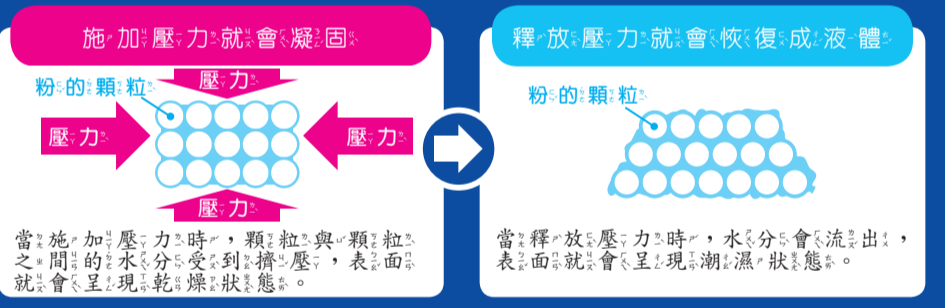 施加壓力就會凝固
粉的顆粒
壓力
壓力
壓力
壓力
當施加壓力時，顆粒與顆粒
之間的水分受到擠壓，表面
就會呈現乾燥狀態。
釋放壓力就會恢復成液體
粉的顆粒
當釋放壓力時，水分會流出，
表面就會呈現潮濕狀態。